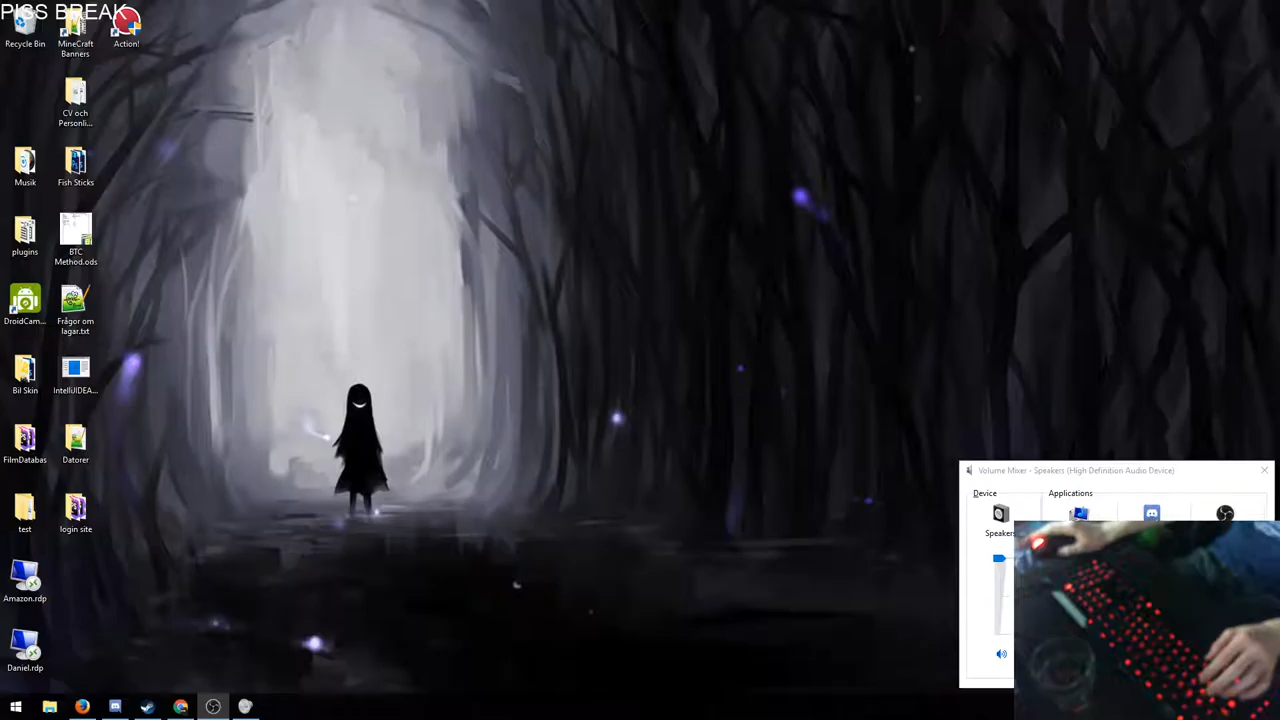 PISS BREAK
Recycle Bin
MineCraft
Banners
Action!
CV och
Personli...
Musik
Fish Sticks
plugins
BTC
Method.ods
DroidCam...
Frågor om
lagar.txt
Bil Skin
IntelliJIDEA...
FilmDatabas
Datorer
test
login site
Amazon.rdp
Daniel.rdp
Volume Mixer - Speakers (High Definition Audio Device)
Device
Applications
Speakers